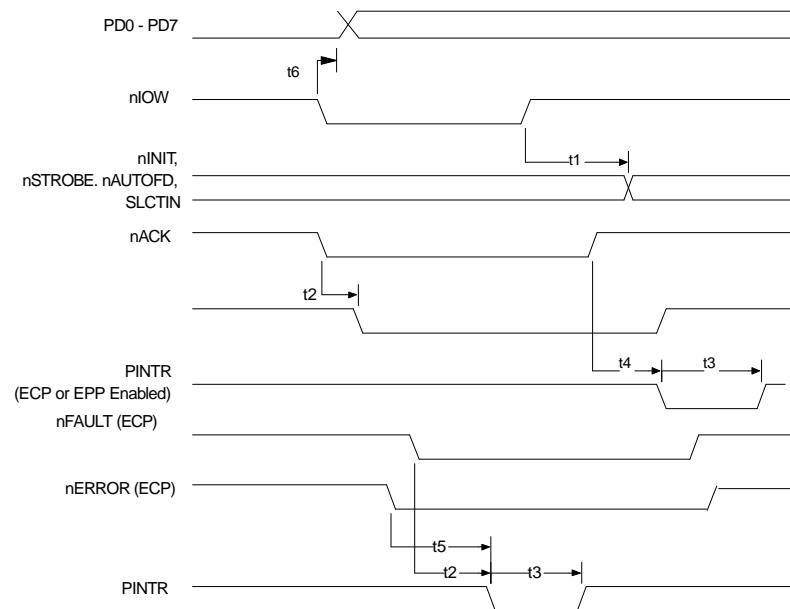 PD0 - PD7
t6
nIOW
t1
nINIT,
nSTROBE. nAUTOFD,
SLCTIN
nACK
t2
PINTR
(ECP or EPP Enabled)
t4
t3
nFAULT (ECP)
nERROR (ECP)
t5
t2
t3
PINTR